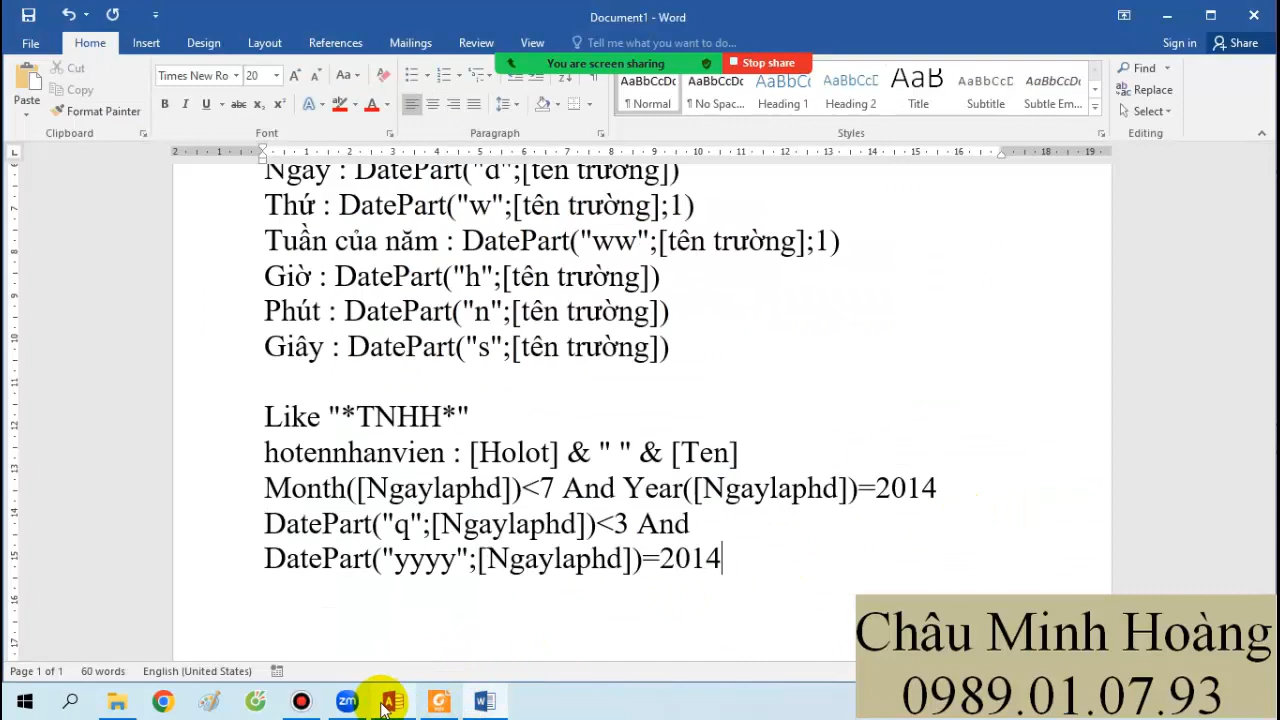 Document1 - Word
File Home Insert Design Layout References Mailings Review View Tell me what you want to do... Sign in Share
You are screen sharing Stop share
Cut
Copy
Format Painter
Paste
Times New Ro 20
AaBbCcDc AaBbCcDc AaBbCc AaBbCcD AaB AaBbCcD AaBbCcDc
¶ Normal ¶ No Spac... Heading 1 Heading 2 Title Subtitle Subtle Em...
Find
Replace
Select
Clipboard Font Paragraph Styles Editing
Ngày : DatePart("d";[tên trường])
Thứ : DatePart("w";[tên trường];1)
Tuần của năm : DatePart("ww";[tên trường];1)
Giờ : DatePart("h";[tên trường])
Phút : DatePart("n";[tên trường])
Giây : DatePart("s";[tên trường])
Like "*TNHH*"
hotennhanvien : [Holot] & " " & [Ten]
Month([Ngaylaphd])<7 And Year([Ngaylaphd])=2014
DatePart("q";[Ngaylaphd])<3 And
DatePart("yyyy";[Ngaylaphd])=2014
Page 1 of 1 60 words English (United States)
Châu Minh Hoàng
0989.01.07.93